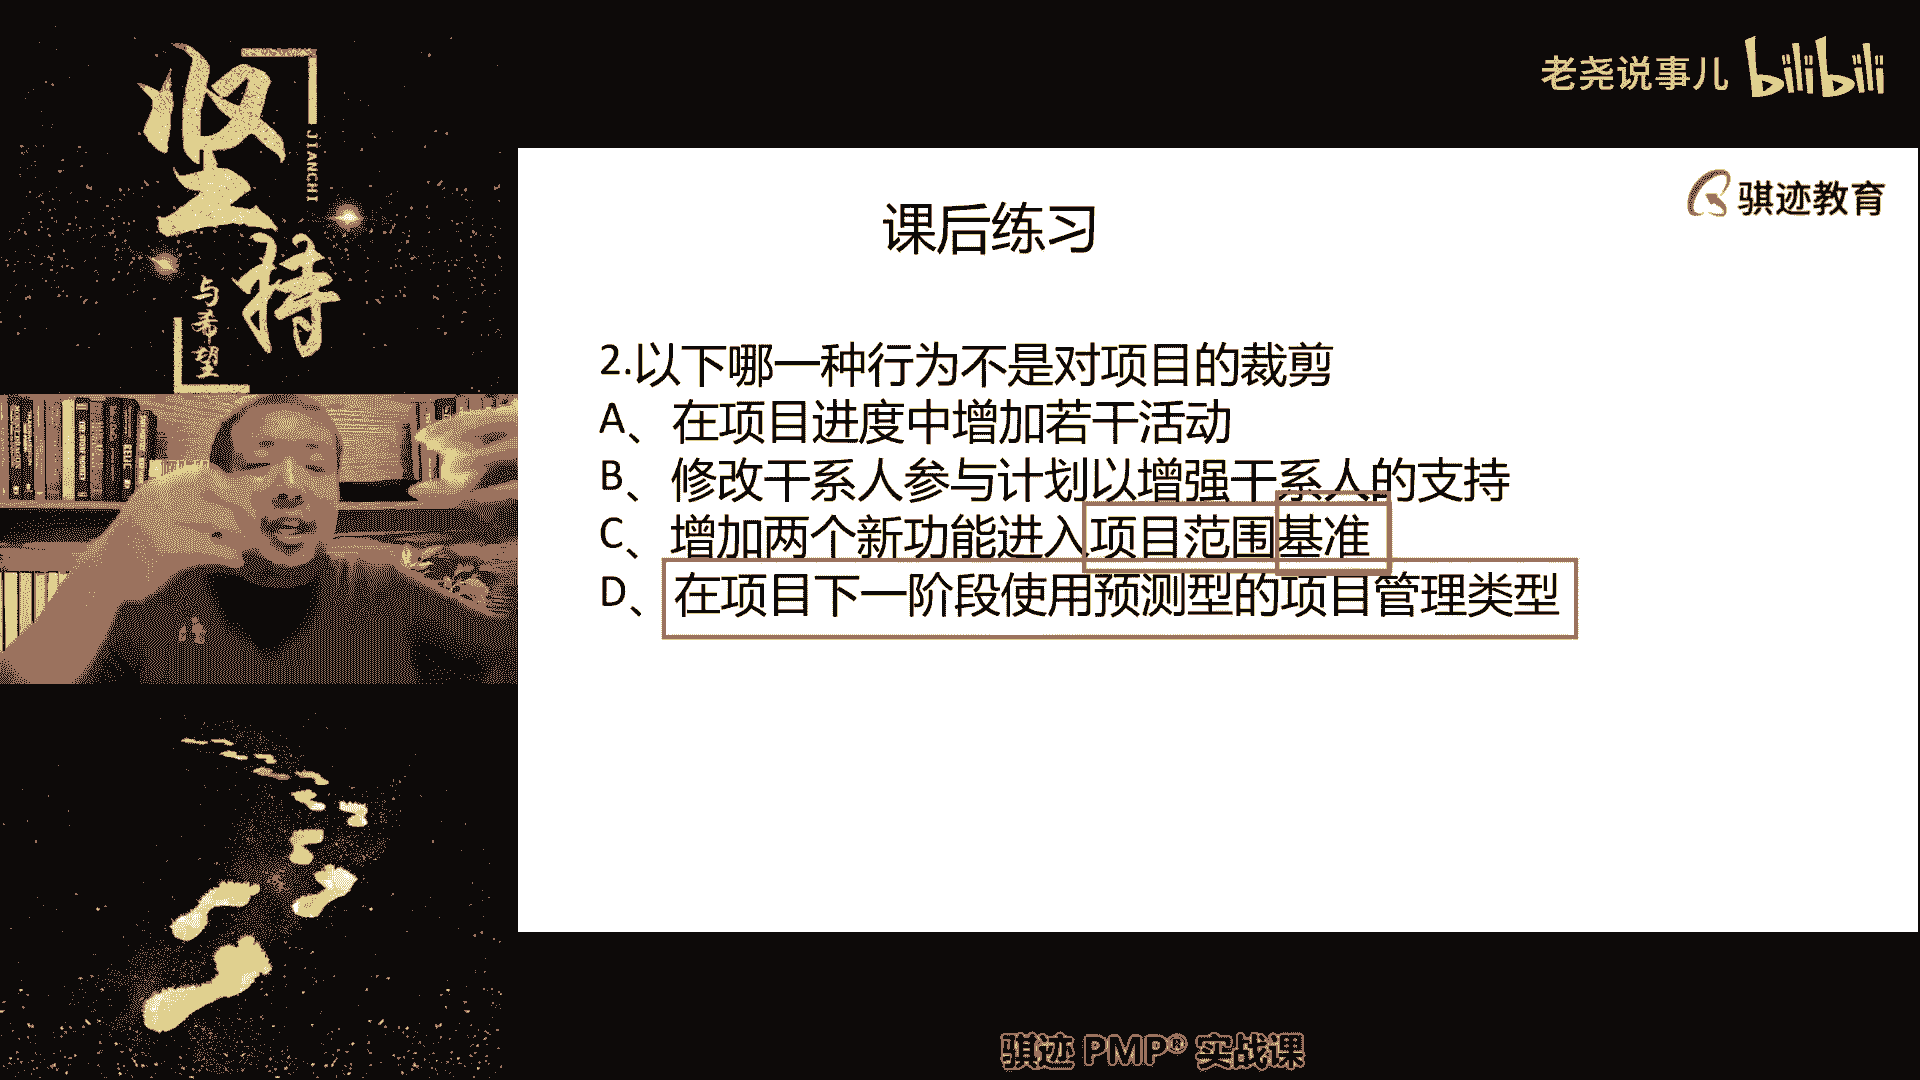 坚持
JIANCHI
与希望
老尧说事儿 bilibili
骐迹教育
课后练习
2.以下哪一种行为不是对项目的裁剪
A、在项目进度中增加若干活动
B、修改干系人参与计划以增强干系人的支持
C、增加两个新功能进入项目范围基准
D、在项目下一阶段使用预测型的项目管理类型
骐迹 PMP® 实战课